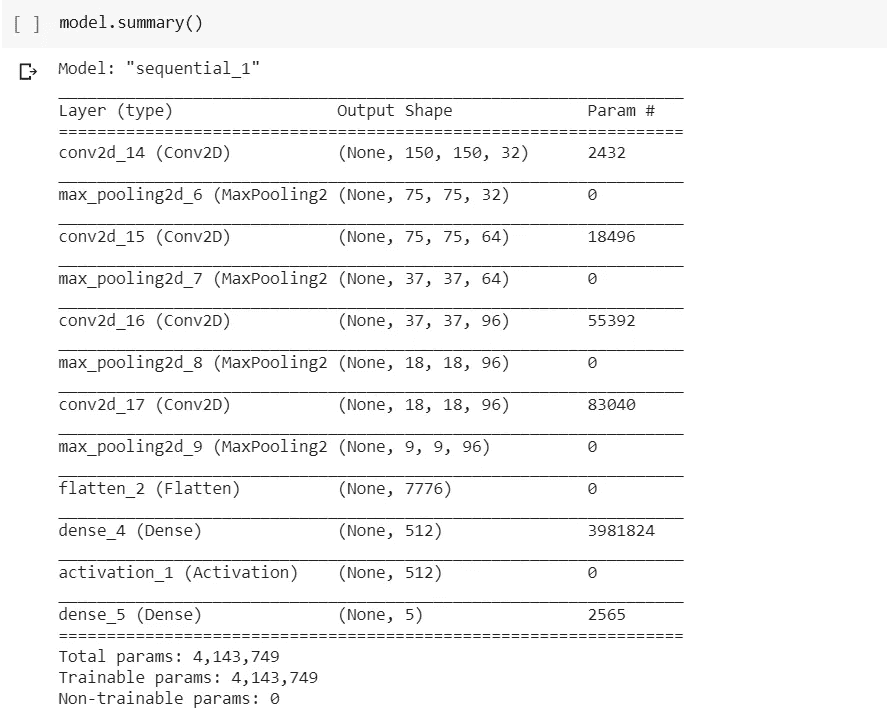 [ ] model.summary()
Model: "sequential_1"
Layer (type) Output Shape Param #
=================================================================
conv2d_14 (Conv2D) (None, 150, 150, 32) 2432
max_pooling2d_6 (MaxPooling2 (None, 75, 75, 32) 0
conv2d_15 (Conv2D) (None, 75, 75, 64) 18496
max_pooling2d_7 (MaxPooling2 (None, 37, 37, 64) 0
conv2d_16 (Conv2D) (None, 37, 37, 96) 55392
max_pooling2d_8 (MaxPooling2 (None, 18, 18, 96) 0
conv2d_17 (Conv2D) (None, 18, 18, 96) 83040
max_pooling2d_9 (MaxPooling2 (None, 9, 9, 96) 0
flatten_2 (Flatten) (None, 7776) 0
dense_4 (Dense) (None, 512) 3981824
activation_1 (Activation) (None, 512) 0
dense_5 (Dense) (None, 5) 2565
=================================================================
Total params: 4,143,749
Trainable params: 4,143,749
Non-trainable params: 0